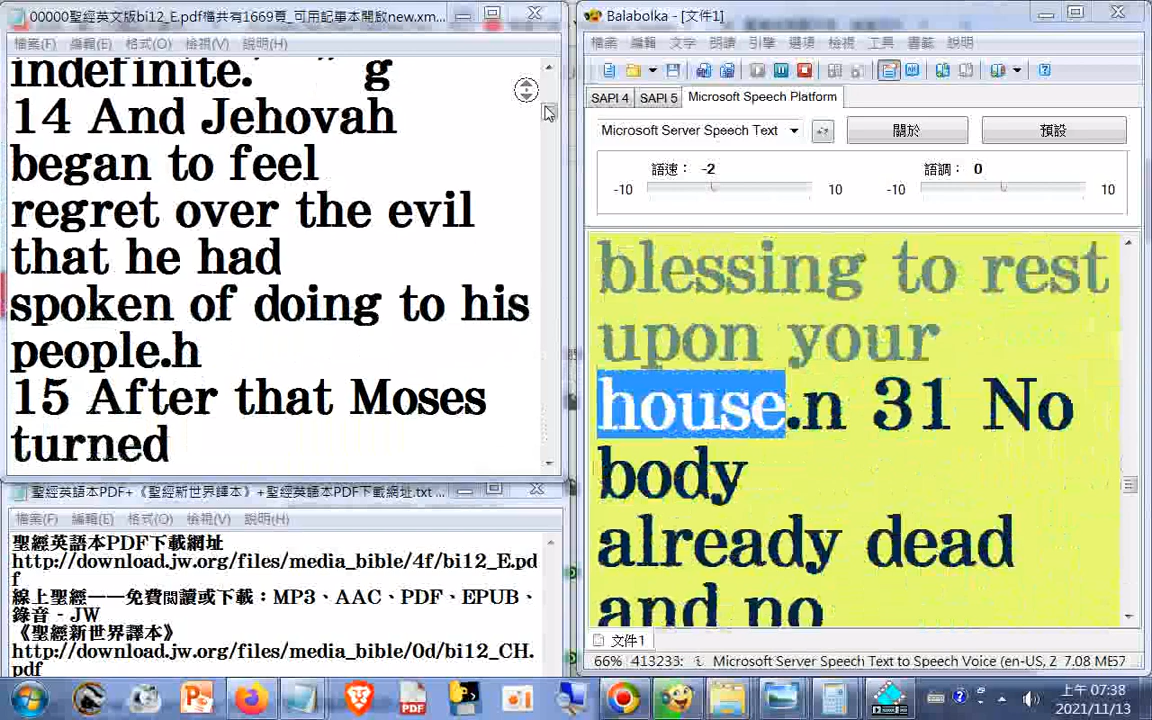 00000聖經英文版bi12_E.pdf檔共有1669頁_可用記事本開啟new.xm...
檔案(F) 編輯(E) 格式(O) 檢視(V) 說明(H)
indefinite. g
14 And Jehovah
began to feel
regret over the evil
that he had
spoken of doing to his
people.h
15 After that Moses
turned
聖經英語本PDF+《聖經新世界譯本》+聖經英語本PDF下載網址.txt ...
檔案(F) 編輯(E) 格式(O) 檢視(V) 說明(H)
聖經英語本PDF下載網址
http://download.jw.org/files/media_bible/4f/bi12_E.pd
f
線上聖經——免費閱讀或下載：MP3、AAC、PDF、EPUB、
錄音 - JW
《聖經新世界譯本》
http://download.jw.org/files/media_bible/0d/bi12_CH.
pdf
Balabolka - [文件1]
檔案 編輯 文字 朗讀 引擎 選項 檢視 工具 書籤 說明
SAPI 4 SAPI 5 Microsoft Speech Platform
Microsoft Server Speech Text 關於 預設
語速： -2 語調： 0
-10 10 -10 10
blessing to rest
upon your
house.n 31 No
body
already dead
and no
文件1
66% 413233: Microsoft Server Speech Text to Speech Voice (en-US, Z 7.08 ME57
PDF
上午 07:38
2021/11/13